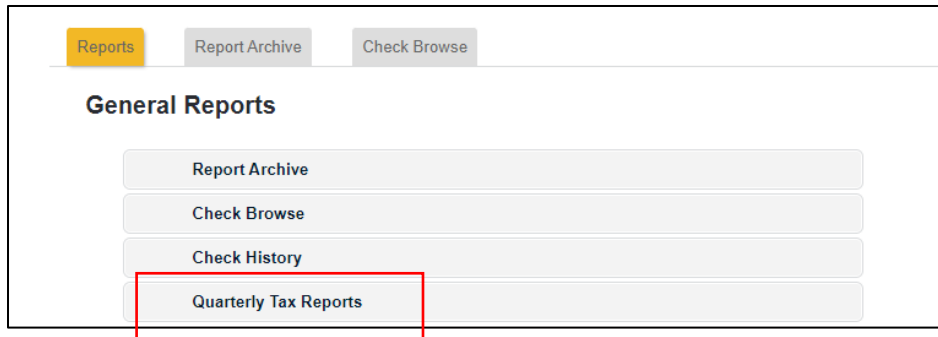 Reports Report Archive Check Browse
General Reports
Report Archive
Check Browse
Check History
Quarterly Tax Reports